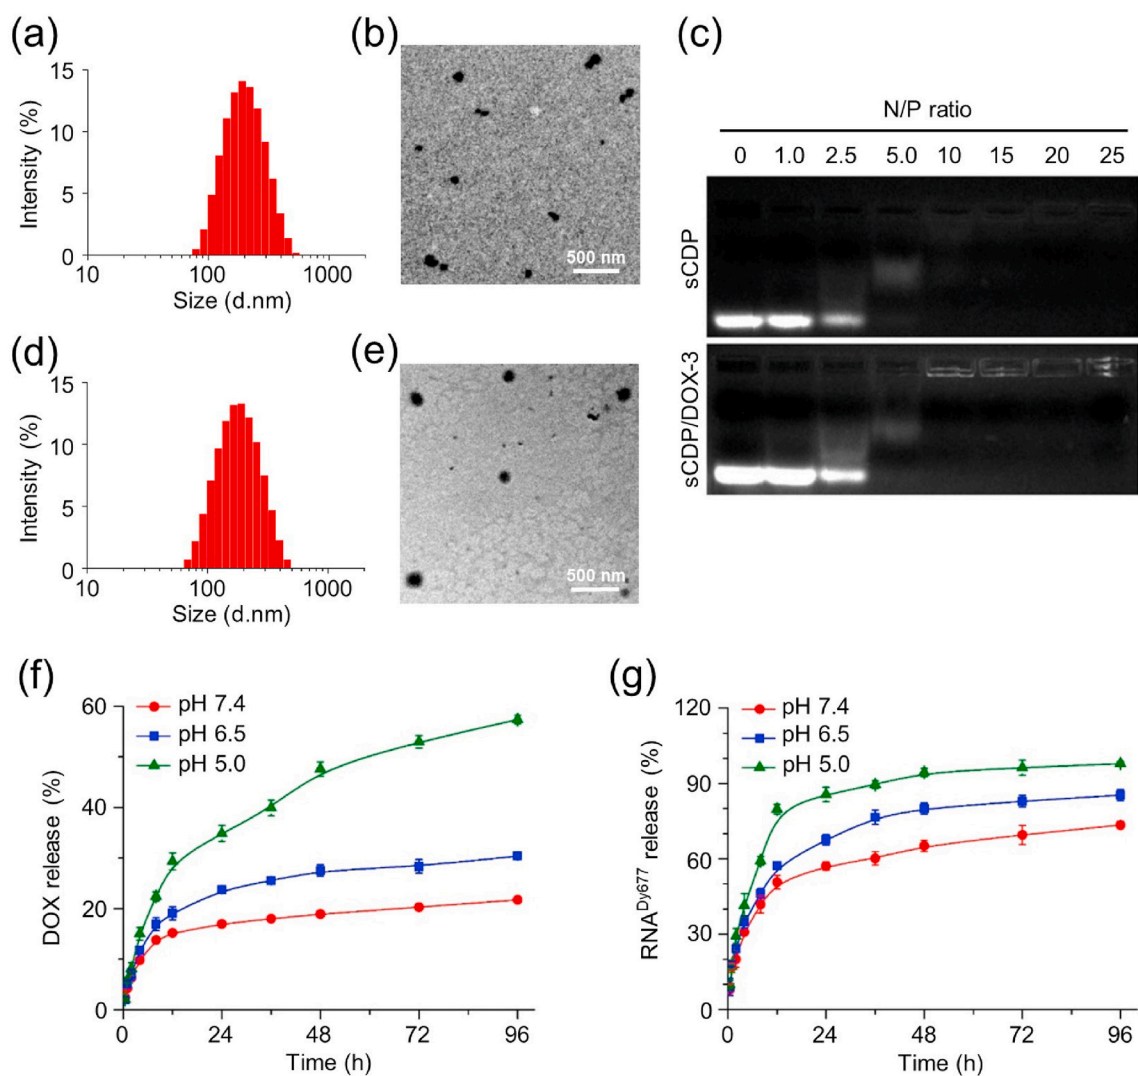 (a)
15
10
5
0
Intensity (%)
10 100 1000
Size (d.nm)
(b)
500 nm
(c)
N/P ratio
0 1.0 2.5 5.0 10 15 20 25
sCDP
sCDP/DOX-3
(d)
15
10
5
0
Intensity (%)
10 100 1000
Size (d.nm)
(e)
500 nm
(f)
pH 7.4
pH 6.5
pH 5.0
60
40
20
0
DOX release (%)
0 24 48 72 96
Time (h)
(g)
pH 7.4
pH 6.5
pH 5.0
120
90
60
30
0
RNA^Dy677 release (%)
0 24 48 72 96
Time (h)